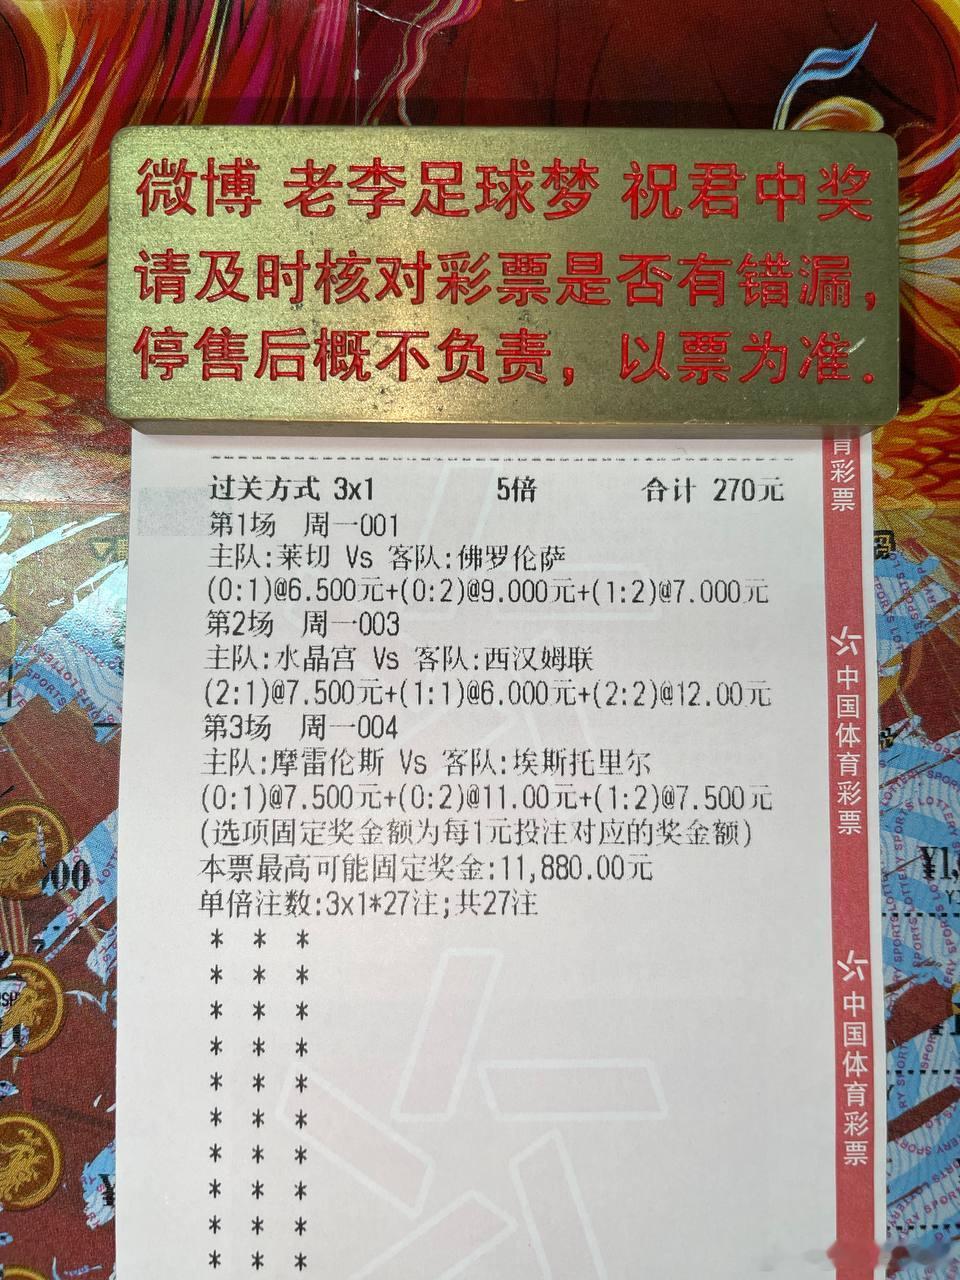 微博 老李足球梦 祝君中奖
请及时核对彩票是否有错漏，
停售后概不负责，以票为准.
过关方式 3x1 5倍 合计 270元
第1场 周一001
主队:莱切 Vs 客队:佛罗伦萨
(0:1)@6.500元+(0:2)@9.000元+(1:2)@7.000元
第2场 周一003
主队:水晶宫 Vs 客队:西汉姆联
(2:1)@7.500元+(1:1)@6.000元+(2:2)@12.00元
第3场 周一004
主队:摩雷伦斯 Vs 客队:埃斯托里尔
(0:1)@7.500元+(0:2)@11.00元+(1:2)@7.500元
(选项固定奖金额为每1元投注对应的奖金额)
本票最高可能固定奖金:11,880.00元
单倍注数:3x1*27注;共27注
* * *
* * *
* * *
* * *
* * *
* * *
* * *
* * *
* * *
* * *
育彩票
中国体育彩票
中国体育彩票